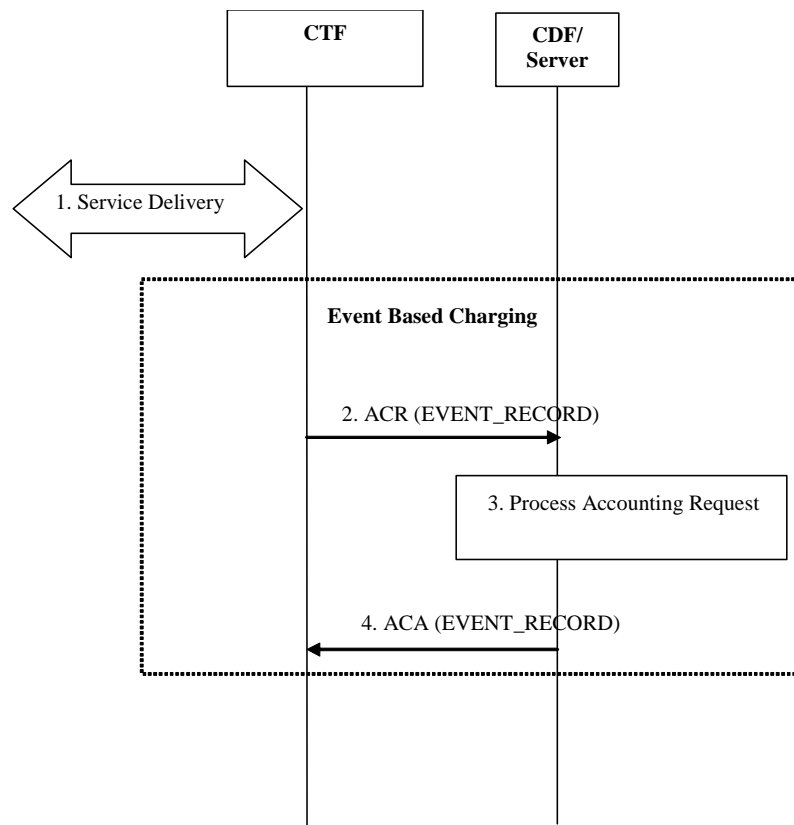 CTF
CDF/
Server
1. Service Delivery
Event Based Charging
2. ACR (EVENT_RECORD)
3. Process Accounting Request
4. ACA (EVENT_RECORD)